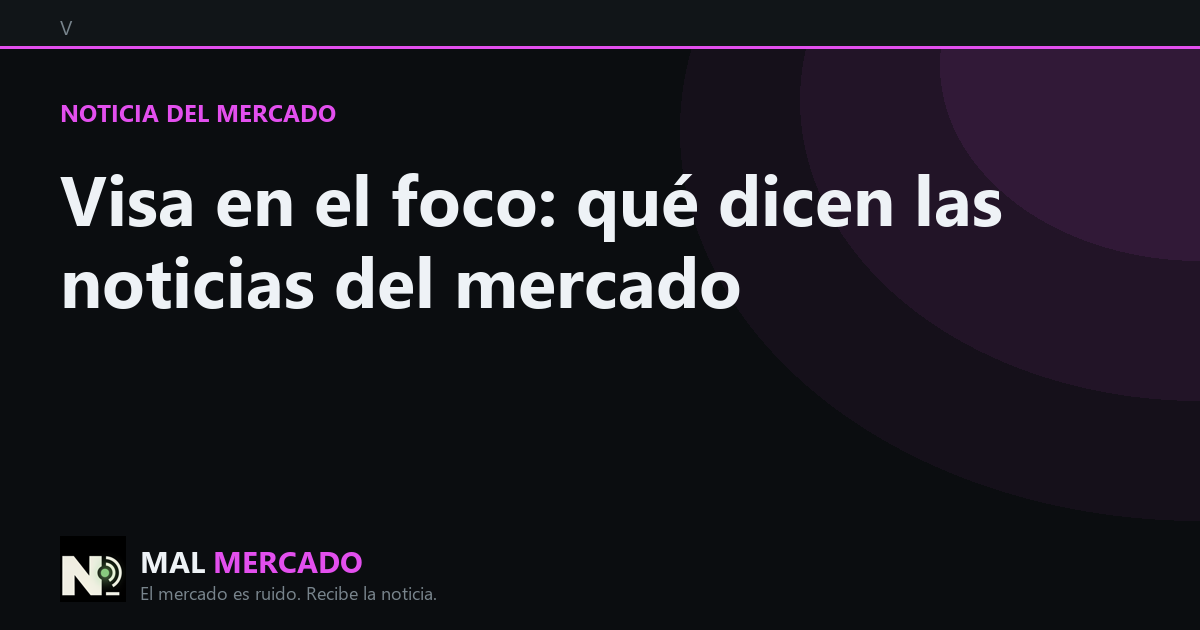 V
NOTICIA DEL MERCADO
Visa en el foco: qué dicen las
noticias del mercado
N
MAL MERCADO
El mercado es ruido. Recibe la noticia.